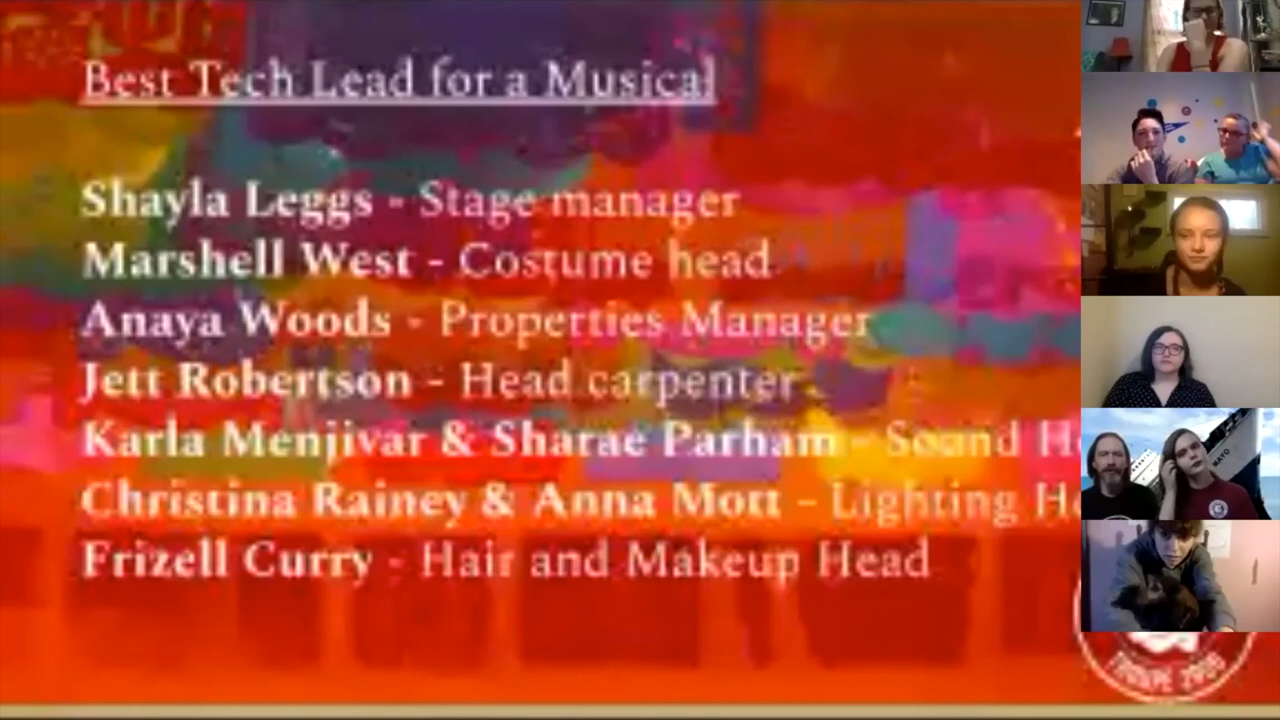 Best Tech Lead for a Musical
Shayla Leggs - Stage manager
Marshell West - Costume head
Anaya Woods - Properties Manager
Jett Robertson - Head carpenter
Karla Menjivar & Sharae Parham - Sound
Christina Rainey & Anna Mott - Lighting
Frizell Curry - Hair and Makeup Head